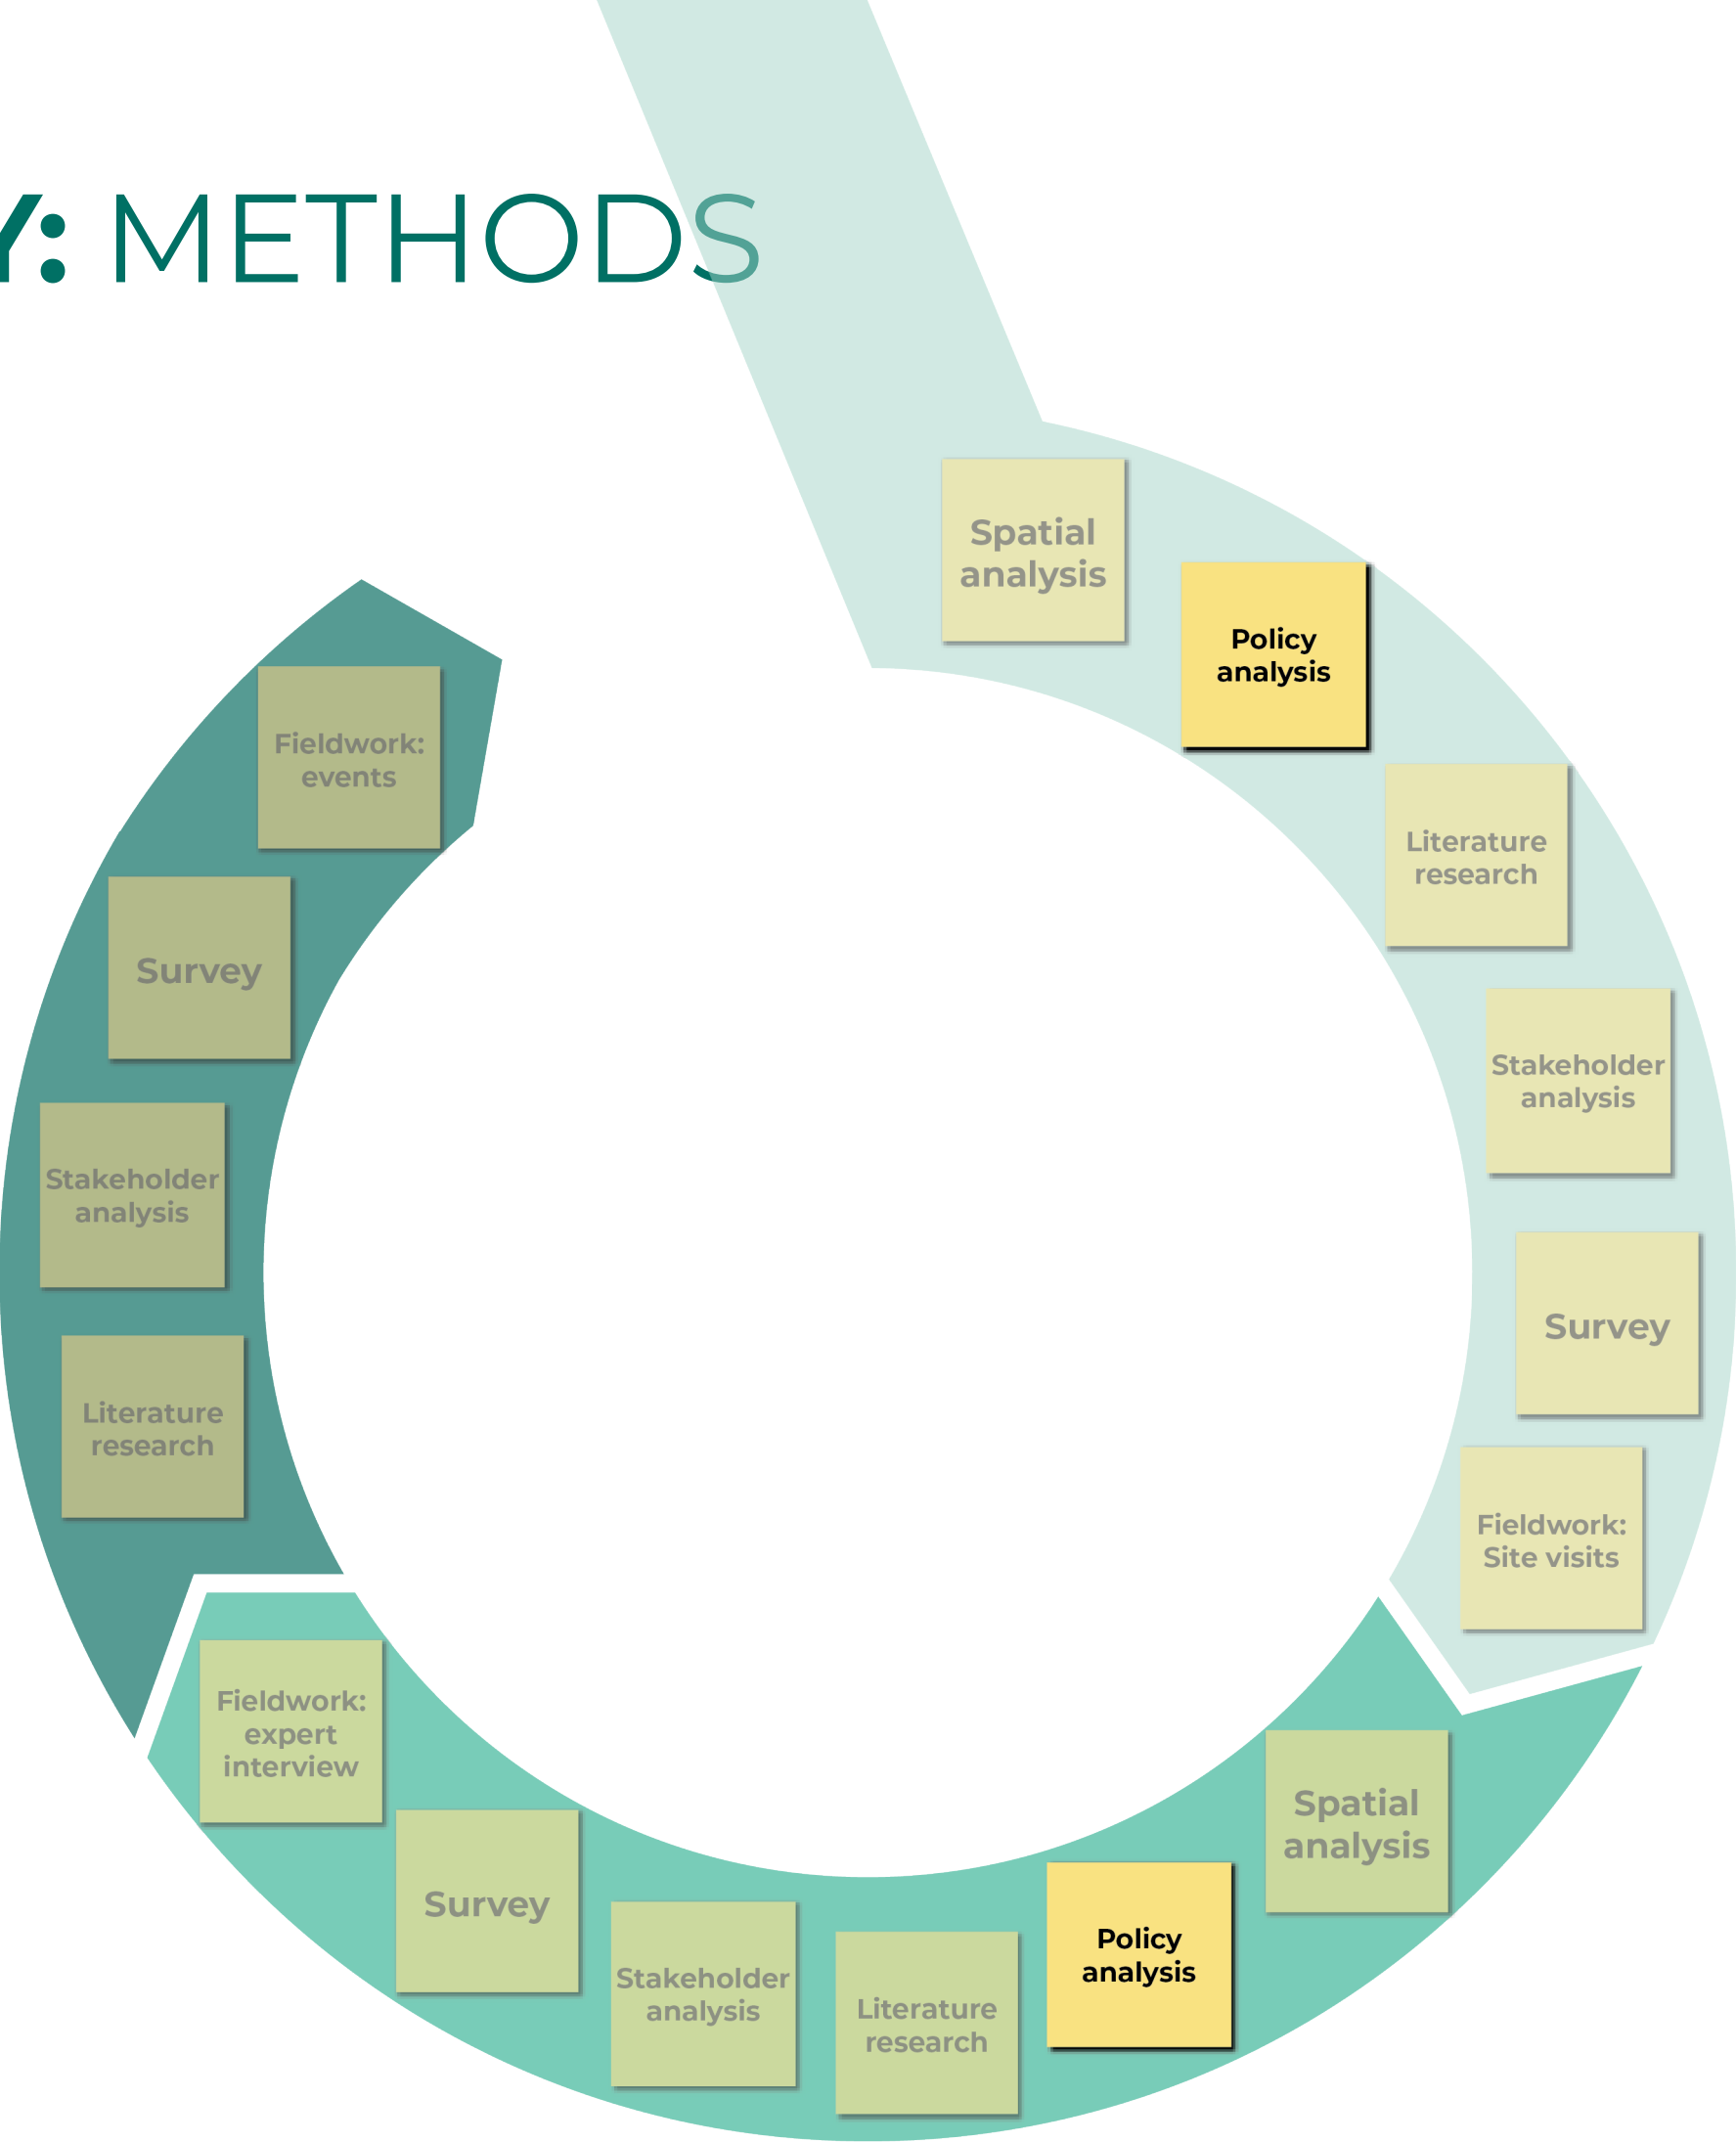 Y: METHODS
Spatial
analysis
Policy
analysis
Literature
research
Stakeholder
analysis
Survey
Fieldwork:
Site visits
Spatial
analysis
Policy
analysis
Literature
research
Stakeholder
analysis
Survey
Fieldwork:
expert
interview
Literature
research
Stakeholder
analysis
Survey
Fieldwork:
events